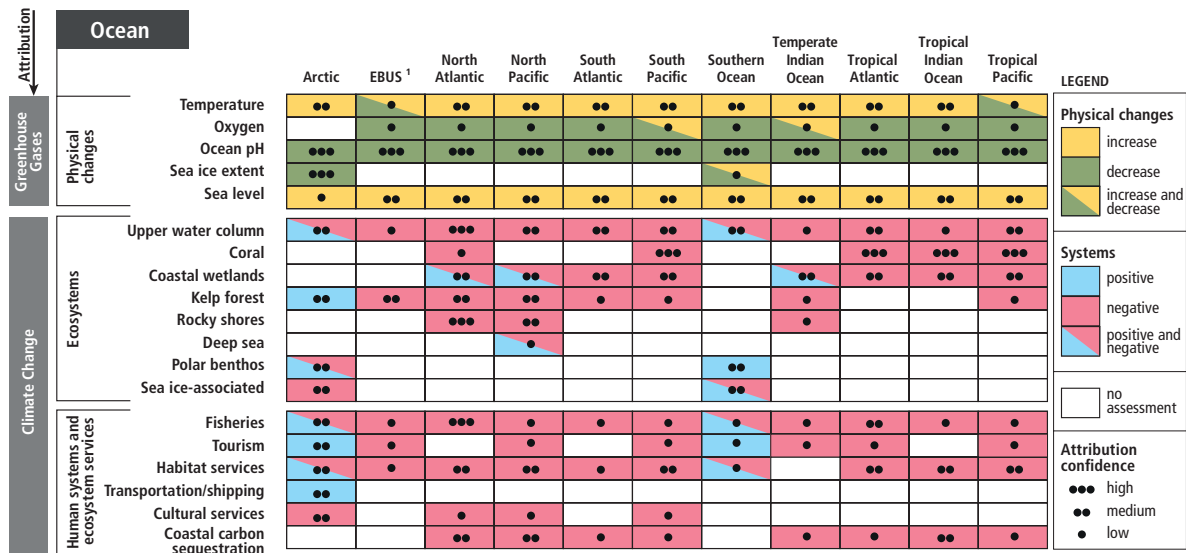 Attribution
Ocean
Arctic
EBUS 1
North
Atlantic
North
Pacific
South
Atlantic
South
Pacific
Southern
Ocean
Temperate
Indian
Ocean
Tropical
Atlantic
Tropical
Indian
Ocean
Tropical
Pacific
Greenhouse
Gases
Physical
changes
Temperature
Oxygen
Ocean pH
Sea ice extent
Sea level
Climate Change
Ecosystems
Upper water column
Coral
Coastal wetlands
Kelp forest
Rocky shores
Deep sea
Polar benthos
Sea ice-associated
Human systems and
ecosystem services
Fisheries
Tourism
Habitat services
Transportation/shipping
Cultural services
Coastal carbon
sequestration
LEGEND
Physical changes
increase
decrease
increase and
decrease
Systems
positive
negative
positive and
negative
no
assessment
Attribution
confidence
high
medium
low